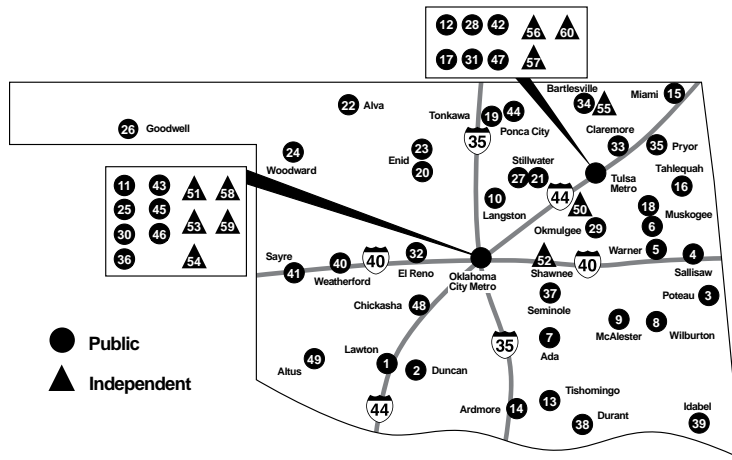 12 28 42 56 60
17 31 47 57
Bartlesville
34 55
Miami 15
22 Alva
Tonkawa 19 44
Ponca City
26 Goodwell
Claremore
33
35 Pryor
35
24
Woodward
23
Enid
20
Stillwater
27 21
Tulsa
Metro
Tahlequah
16
11 43 51 58
25 45 53 59
30 46
36 54
10
Langston
44
50
Okmulgee 29
18
Muskogee
6
Warner 5
4
Sallisaw
Sayre
41
40
Weatherford
40
32
El Reno
Oklahoma
City Metro
52
Shawnee
40
37
Seminole
Poteau 3
Chickasha 48
9
McAlester
8
Wilburton
Public
Independent
35
7
Ada
Altus 49
Lawton
1
2 Duncan
44
Ardmore 14
13 Tishomingo
38 Durant
Idabel
39